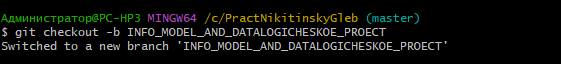 Администратор@PC-HP3 MINGW64 /c/PractNikitinskyGleb (master)
$ git checkout -b INFO_MODEL_AND_DATALOGICHESKOE_PROECT
Switched to a new branch 'INFO_MODEL_AND_DATALOGICHESKOE_PROECT'